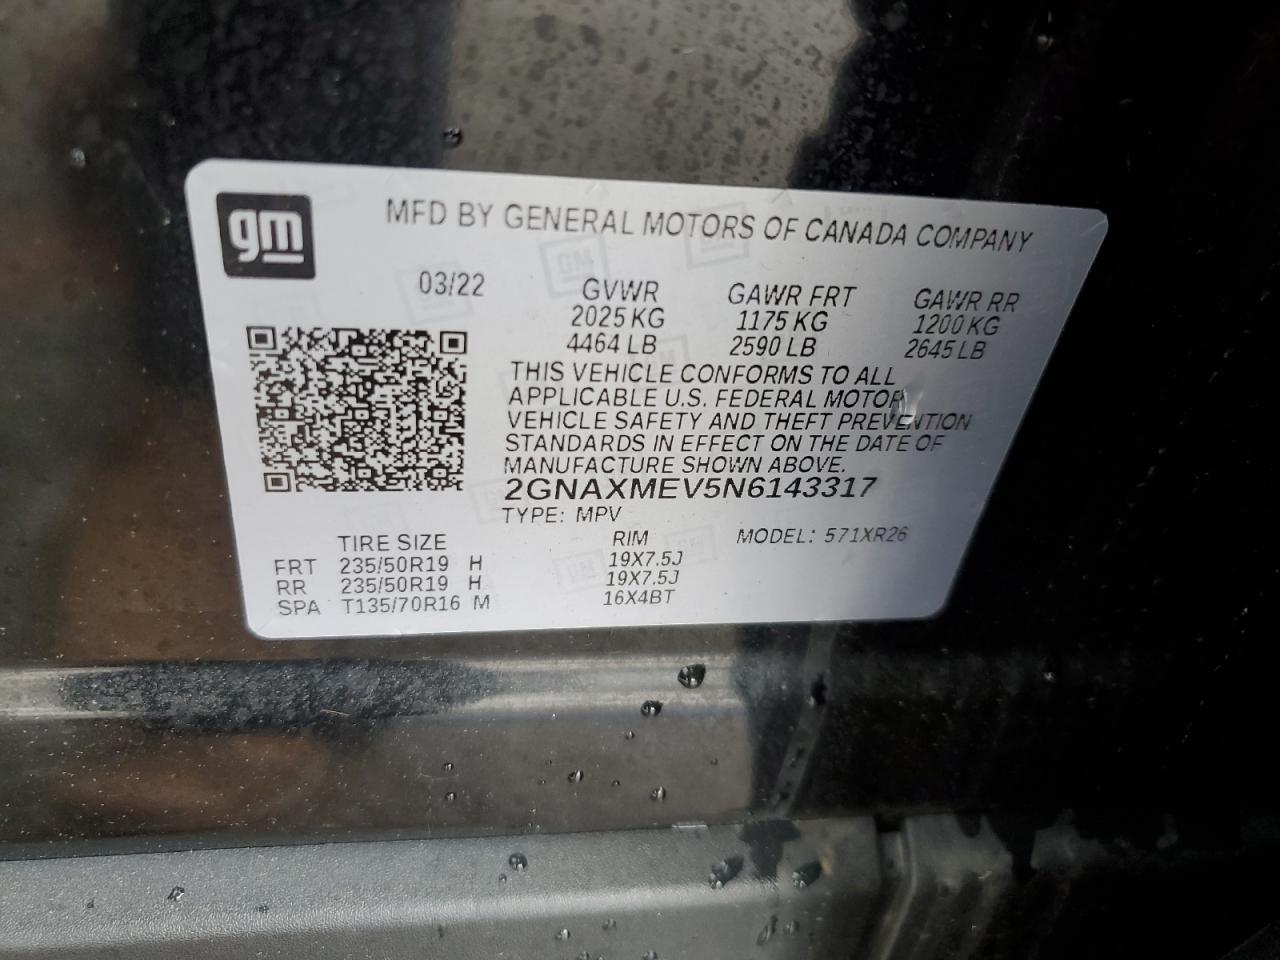 gm
MFD BY GENERAL MOTORS OF CANADA COMPANY
03/22 GVWR GAWR FRT GAWR RR
2025 KG 1175 KG 1200 KG
4464 LB 2590 LB 2645 LB
THIS VEHICLE CONFORMS TO ALL
APPLICABLE U.S. FEDERAL MOTOR
VEHICLE SAFETY AND THEFT PREVENTION
STANDARDS IN EFFECT ON THE DATE OF
MANUFACTURE SHOWN ABOVE.
2GNAXMEV5N6143317
TYPE: MPV
TIRE SIZE RIM MODEL: 571XR26
FRT 235/50R19 H 19X7.5J
RR 235/50R19 H 19X7.5J
SPA T135/70R16 M 16X4BT